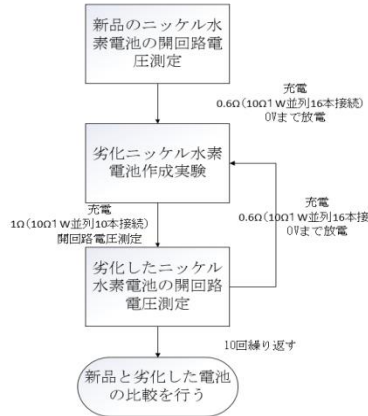 新品のニッケル水
素電池の開回路電
圧測定
充電
0.6Ω(10Ω1W並列16本接続)
0Vまで放電
劣化ニッケル水素
電池作成実験
充電
1Ω(10Ω1W並列10本接続)
開回路電圧測定
充電
0.6Ω(10Ω1W並列16本接
0Vまで放電
劣化したニッケル
水素電池の開回路
電圧測定
10回繰り返す
新品と劣化した電池
の比較を行う